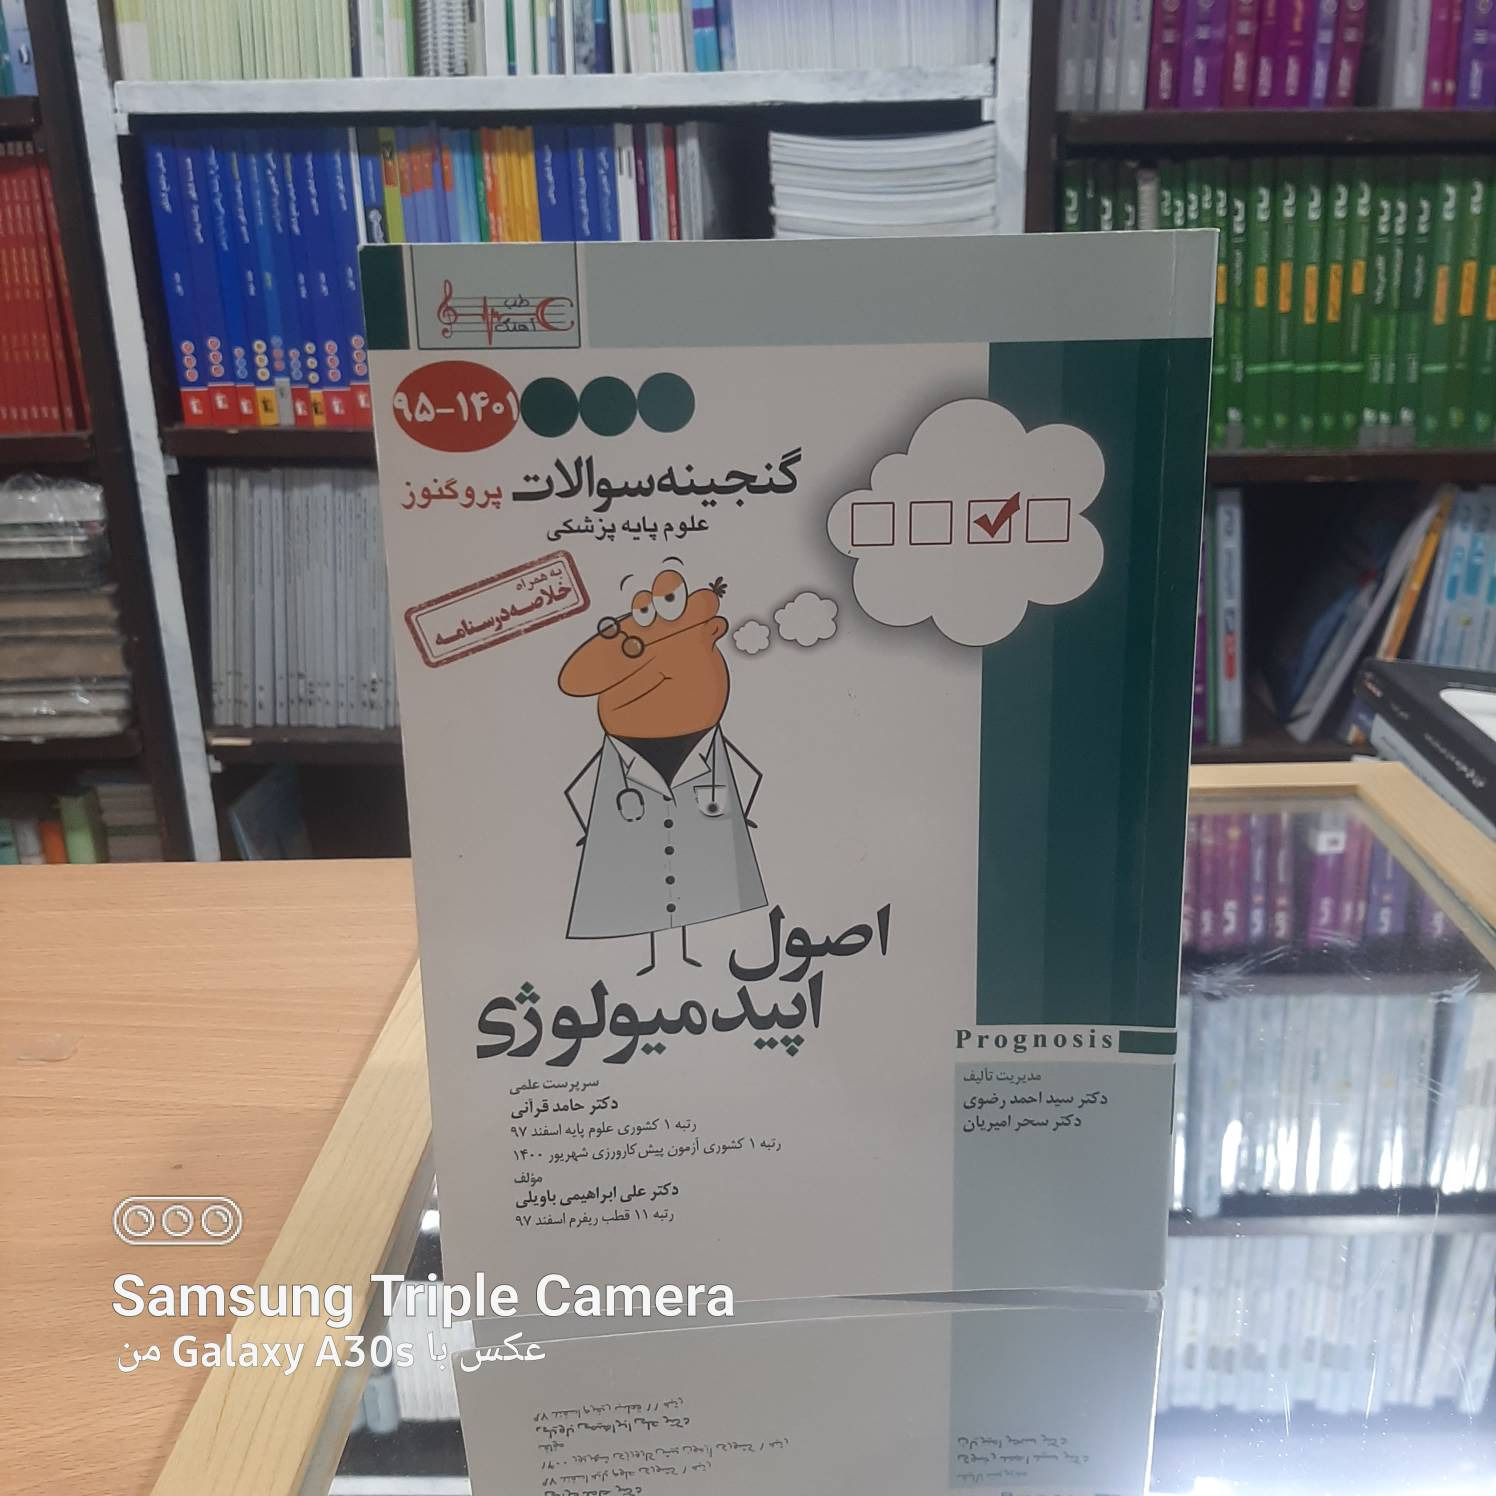 طب
آهنگ
۹۵-۱۴۰۱
گنجینه سوالات پروگنوز
علوم پایه پزشکی
به همراه
خلاصه درسنامه
اصول
اپیدمیولوژی
سرپرست علمی
دکتر حامد قرآنی
رتبه ۱ کشوری علوم پایه اسفند ۹۷
رتبه ۱ کشوری آزمون پیش‌کارورزی شهریور ۱۴۰۰
مؤلف
دکتر علی ابراهیمی باویلی
رتبه ۱۱ قطب ریفرم اسفند ۹۷
Prognosis
مدیریت تألیف
دکتر سید احمد رضوی
دکتر سحر امیریان
Samsung Triple Camera
عکس با Galaxy A30s من